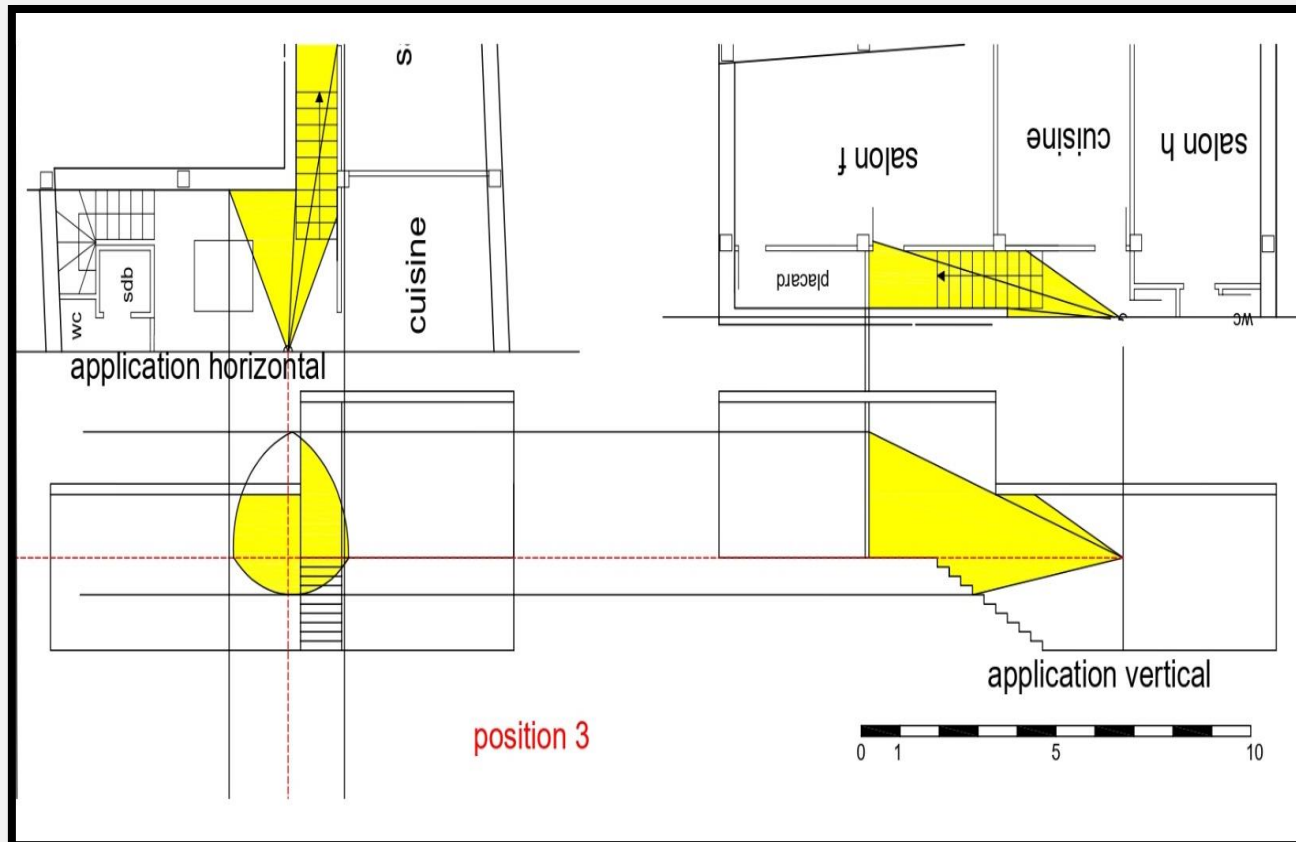 cuisine
sdb
wc
application horizontal
salon f
cuisine
salon h
placard
wc
application vertical
position 3
0 1 5 10